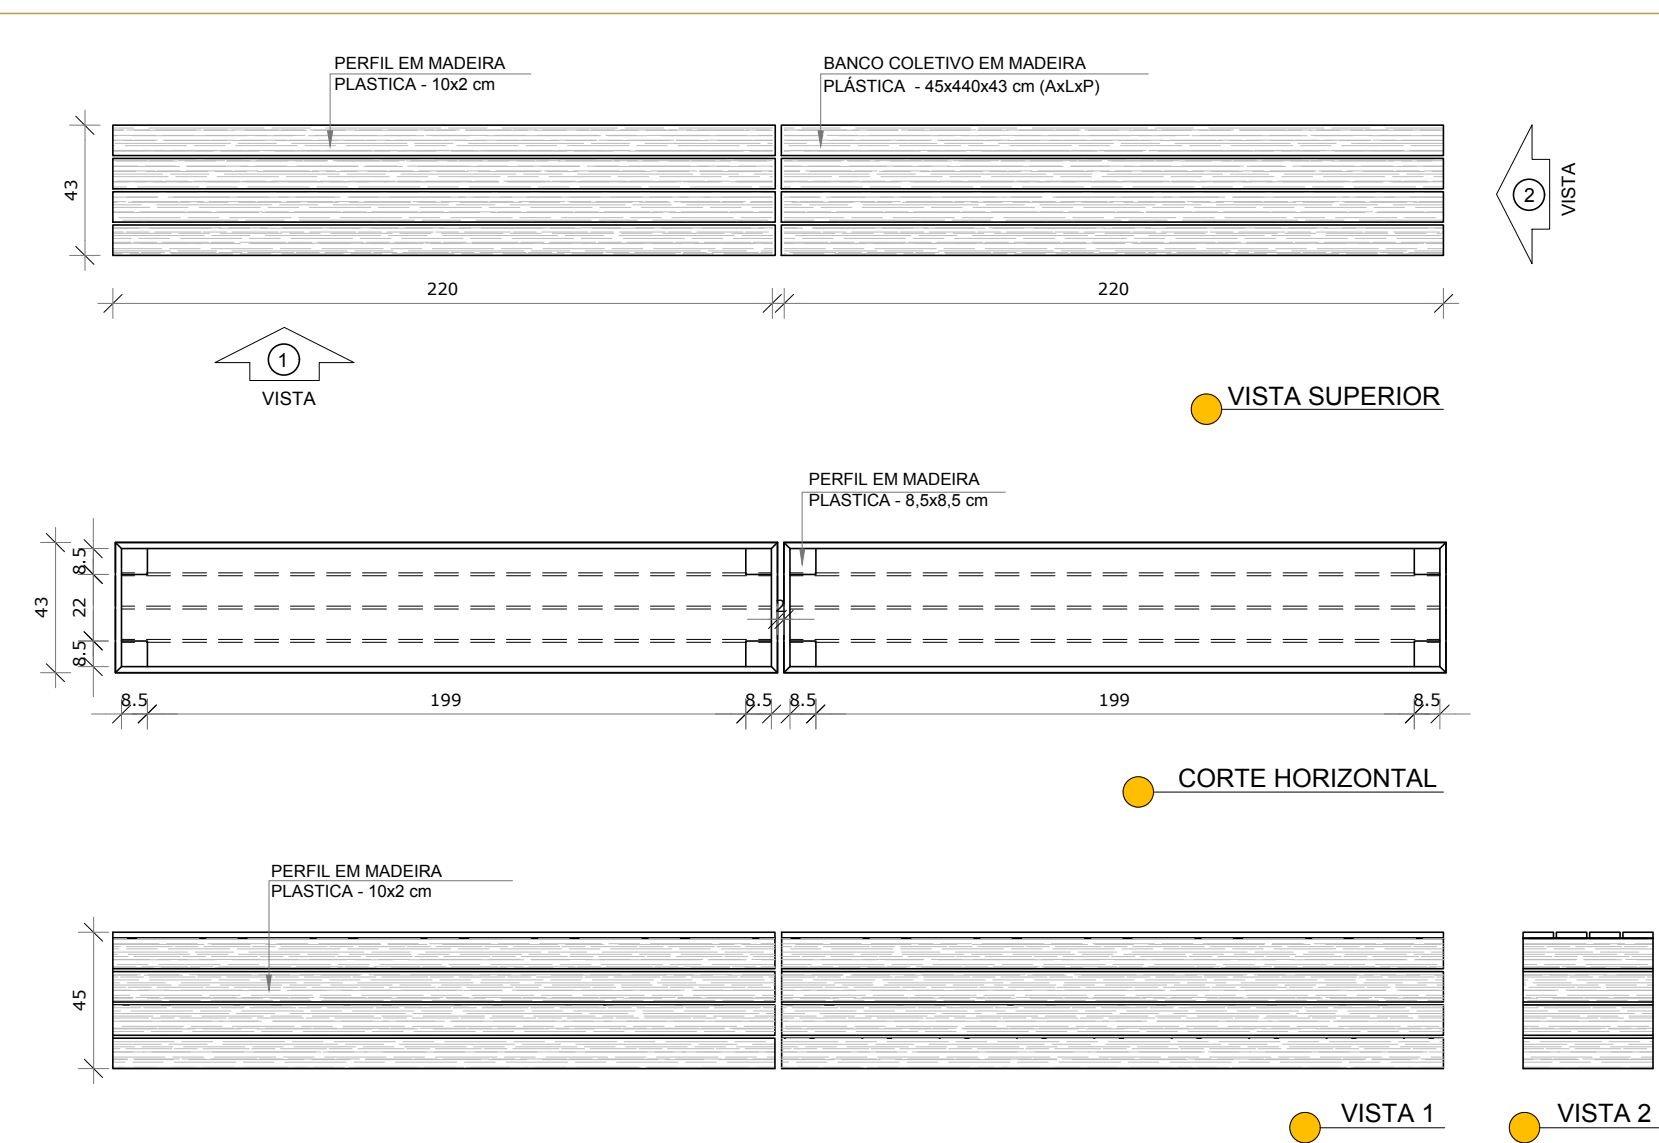 PERFIL EM MADEIRA
PLASTICA - 10x2 cm
BANCO COLETIVO EM MADEIRA
PLÁSTICA - 45x440x43 cm (AxLxP)
43
2
VISTA
220
220
1
VISTA
VISTA SUPERIOR
PERFIL EM MADEIRA
PLASTICA - 8,5x8,5 cm
8.5
43
22
2
8.5
8.5
199
8.5
8.5
199
8.5
CORTE HORIZONTAL
PERFIL EM MADEIRA
PLASTICA - 10x2 cm
45
VISTA 1
VISTA 2